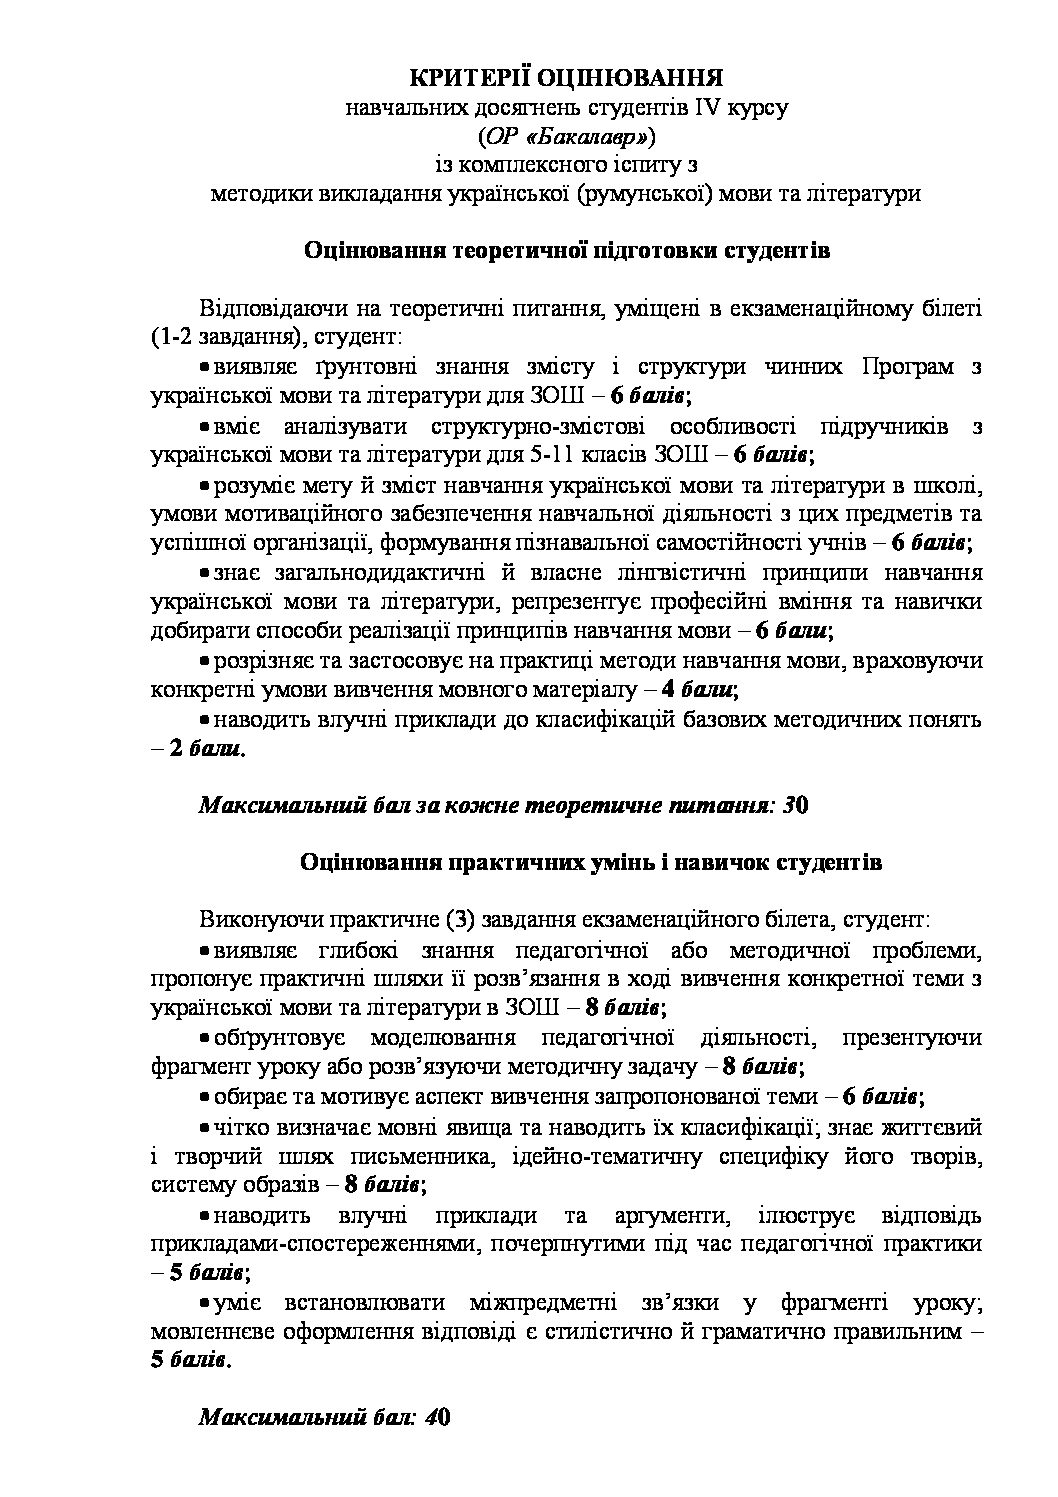 КРИТЕРІЇ ОЦІНЮВАННЯ
навчальних досягнень студентів IV курсу
(ОР «Бакалавр»)
із комплексного іспиту з
методики викладання української (румунської) мови та літератури
Оцінювання теоретичної підготовки студентів
Відповідаючи на теоретичні питання, уміщені в екзаменаційному білеті
(1-2 завдання), студент:
• виявляє ґрунтовні знання змісту і структури чинних Програм з
української мови та літератури для ЗОШ – 6 балів;
• вміє аналізувати структурно-змістові особливості підручників з
української мови та літератури для 5-11 класів ЗОШ – 6 балів;
• розуміє мету й зміст навчання української мови та літератури в школі,
умови мотиваційного забезпечення навчальної діяльності з цих предметів та
успішної організації, формування пізнавальної самостійності учнів – 6 балів;
• знає загальнодидактичні й власне лінгвістичні принципи навчання
української мови та літератури, репрезентує професійні вміння та навички
добирати способи реалізації принципів навчання мови – 6 бали;
• розрізняє та застосовує на практиці методи навчання мови, враховуючи
конкретні умови вивчення мовного матеріалу – 4 бали;
• наводить влучні приклади до класифікацій базових методичних понять
– 2 бали.
Максимальний бал за кожне теоретичне питання: 30
Оцінювання практичних умінь і навичок студентів
Виконуючи практичне (3) завдання екзаменаційного білета, студент:
• виявляє глибокі знання педагогічної або методичної проблеми,
пропонує практичні шляхи її розв’язання в ході вивчення конкретної теми з
української мови та літератури в ЗОШ – 8 балів;
• обґрунтовує моделювання педагогічної діяльності, презентуючи
фрагмент уроку або розв’язуючи методичну задачу – 8 балів;
• обирає та мотивує аспект вивчення запропонованої теми – 6 балів;
• чітко визначає мовні явища та наводить їх класифікації; знає життєвий
і творчий шлях письменника, ідейно-тематичну специфіку його творів,
систему образів – 8 балів;
• наводить влучні приклади та аргументи, ілюструє відповідь
прикладами-спостереженнями, почерпнутими під час педагогічної практики
– 5 балів;
• уміє встановлювати міжпредметні зв’язки у фрагменті уроку;
мовленнєве оформлення відповіді є стилістично й граматично правильним –
5 балів.
Максимальний бал: 40